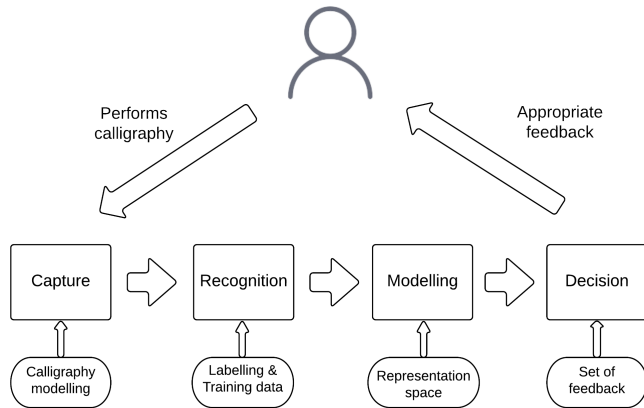 Performs
calligraphy
Appropriate
feedback
Capture
Recognition
Modelling
Decision
Calligraphy
modelling
Labelling &
Training data
Representation
space
Set of
feedback